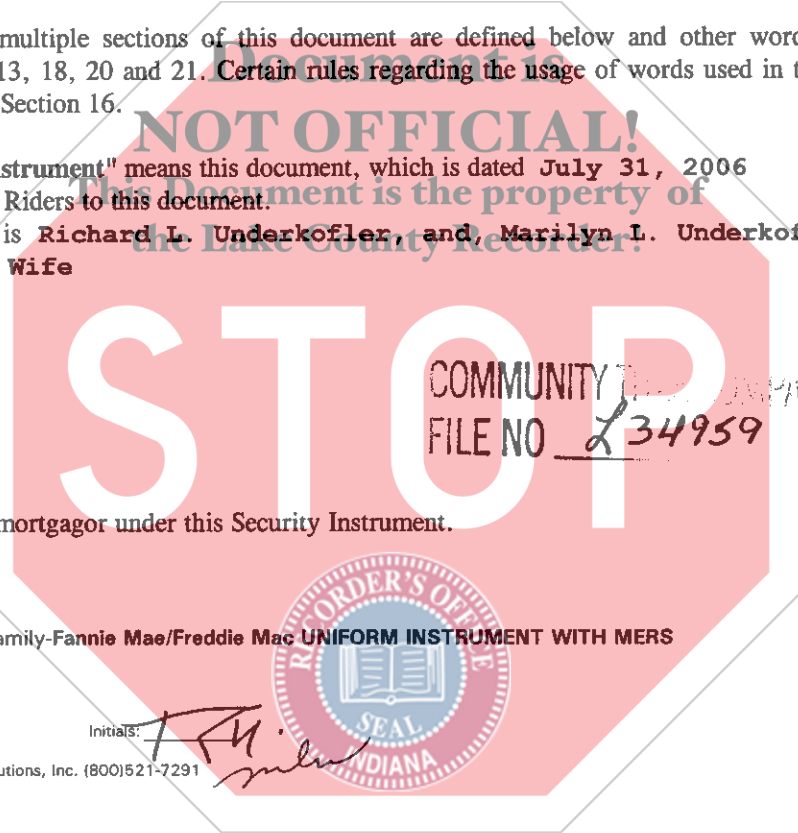 multiple sections of this document are defined below and other word
13, 18, 20 and 21. Certain rules regarding the usage of words used in t
Section 16.
Document is
NOT OFFICIAL!
This Document is the property of
the Lake County Recorder!
strument" means this document, which is dated July 31, 2006
Riders to this document.
is Richard L. Underkofler, and, Marilyn L. Underkof
Wife
STOP
COMMUNITY
FILE NO L34959
mortgagor under this Security Instrument.
RECORDER'S OFFICE
SEAL
INDIANA
amily-Fannie Mae/Freddie Mac UNIFORM INSTRUMENT WITH MERS
Initials:
utions, Inc. (800)521-7291